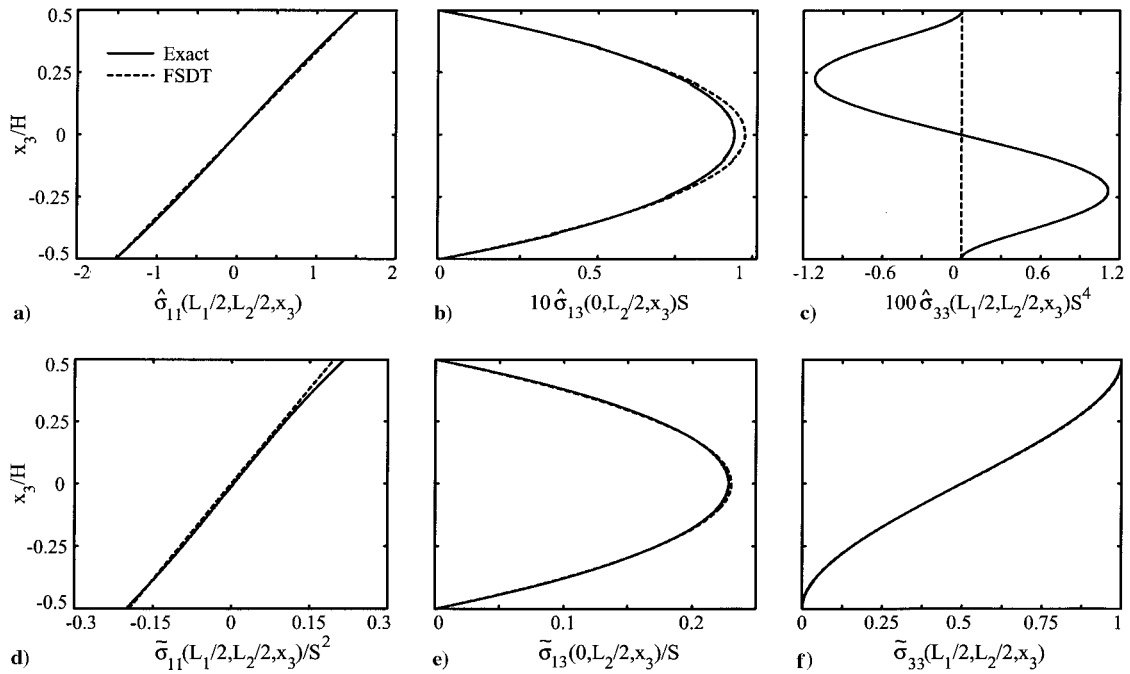 0.5
Exact
FSDT
0.25
x₃/H
0
-0.25
-0.5
-2 -1 0 1 2
a) σ̂₁₁(L₁/2,L₂/2,x₃)
0 0.5 1
b) 10 σ̂₁₃(0,L₂/2,x₃)S
-1.2 -0.6 0 0.6 1.2
c) 100 σ̂₃₃(L₁/2,L₂/2,x₃)S⁴
0.5
0.25
x₃/H
0
-0.25
-0.5
-0.3 -0.15 0 0.15 0.3
d) σ̃₁₁(L₁/2,L₂/2,x₃)/S²
0 0.1 0.2
e) σ̃₁₃(0,L₂/2,x₃)/S
0 0.25 0.5 0.75 1
f) σ̃₃₃(L₁/2,L₂/2,x₃)